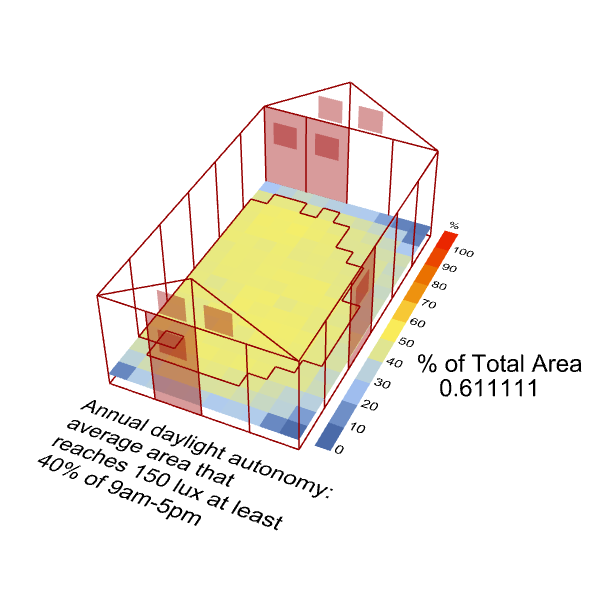 %
100
90
80
70
60
50
40
30
20
10
0
% of Total Area
0.611111
Annual daylight autonomy:
average area that
reaches 150 lux at least
40% of 9am-5pm